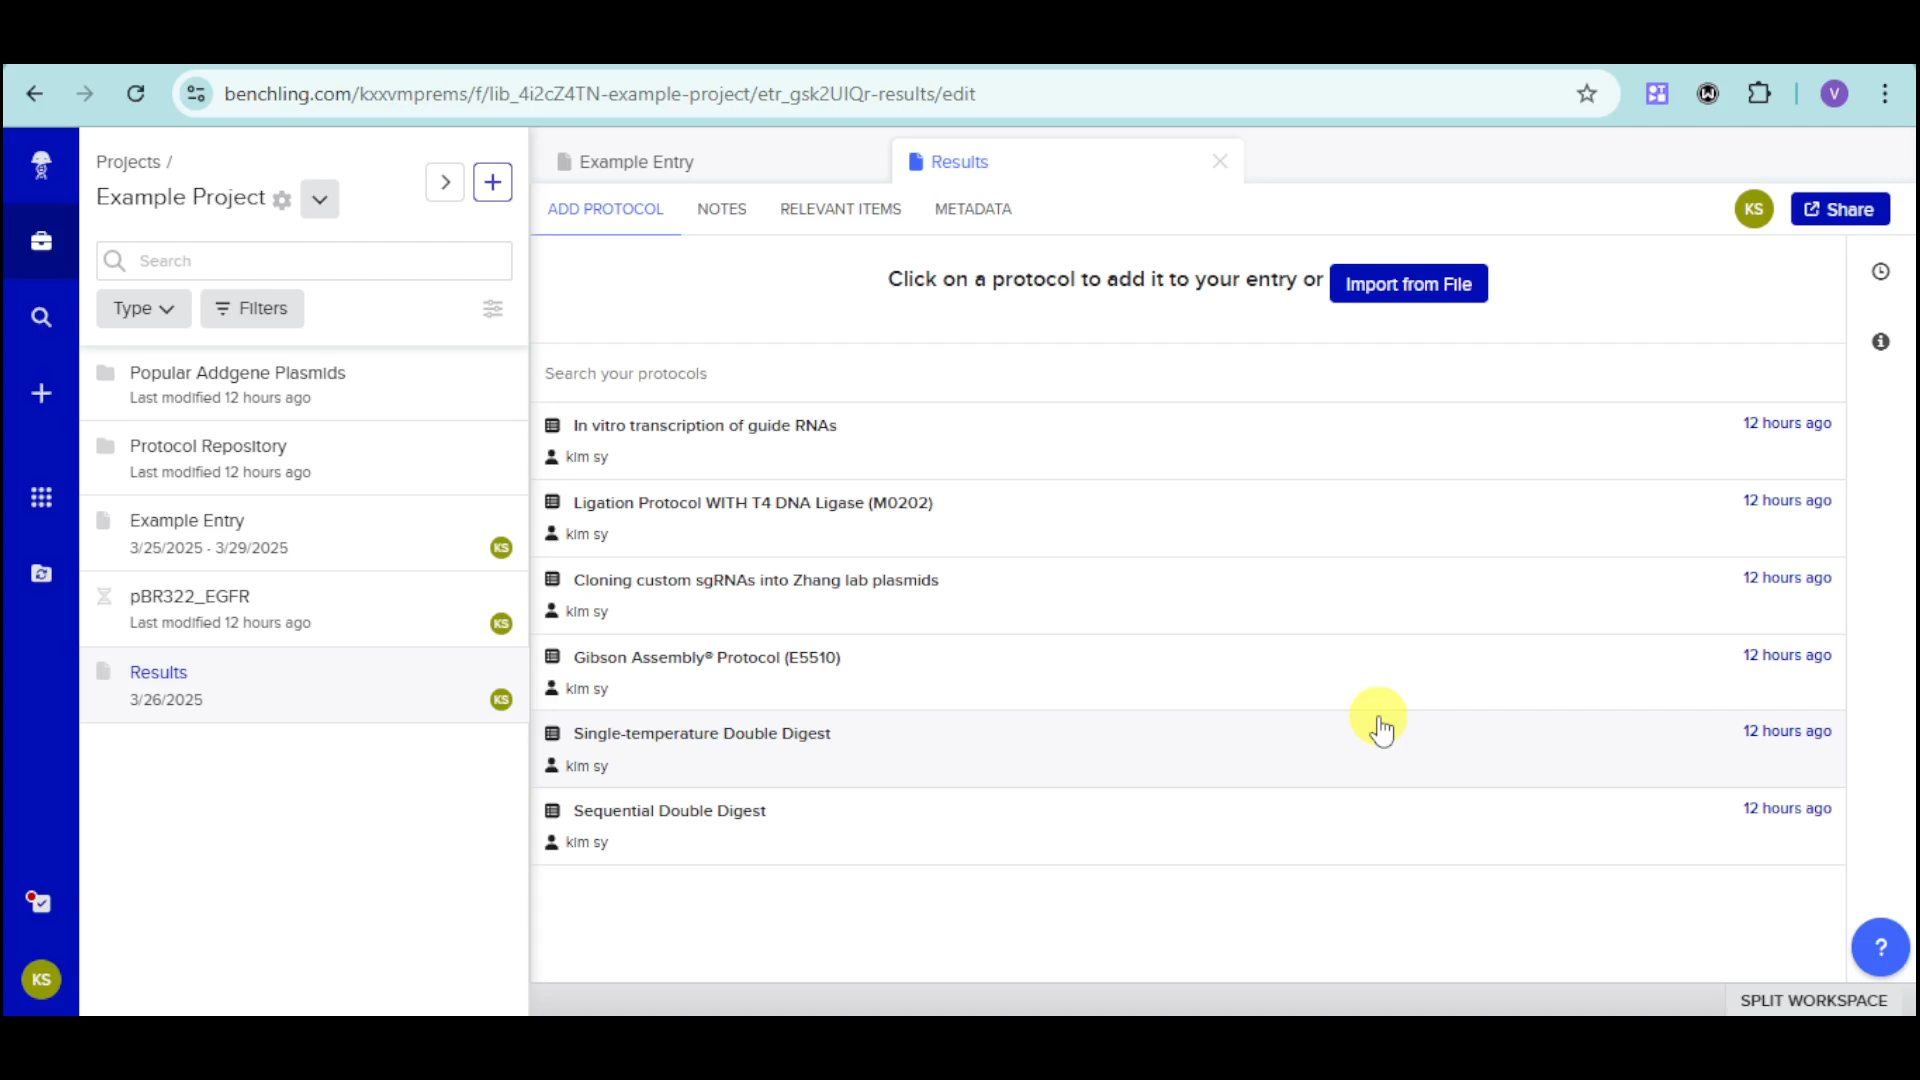 benchling.com/kxxvmprems/f/lib_4i2cZ4TN-example-project/etr_gsk2UIQr-results/edit
V
Projects /
Example Project
Search
Type
Filters
Popular Addgene Plasmids
Last modified 12 hours ago
Protocol Repository
Last modified 12 hours ago
Example Entry
3/25/2025 - 3/29/2025
KS
pBR322_EGFR
Last modified 12 hours ago
KS
Results
3/26/2025
KS
KS
Example Entry
Results
ADD PROTOCOL
NOTES
RELEVANT ITEMS
METADATA
KS
Share
Click on a protocol to add it to your entry or
Import from File
Search your protocols
In vitro transcription of guide RNAs
12 hours ago
kim sy
Ligation Protocol WITH T4 DNA Ligase (M0202)
12 hours ago
kim sy
Cloning custom sgRNAs into Zhang lab plasmids
12 hours ago
kim sy
Gibson Assembly® Protocol (E5510)
12 hours ago
kim sy
Single-temperature Double Digest
12 hours ago
kim sy
Sequential Double Digest
12 hours ago
kim sy
?
SPLIT WORKSPACE